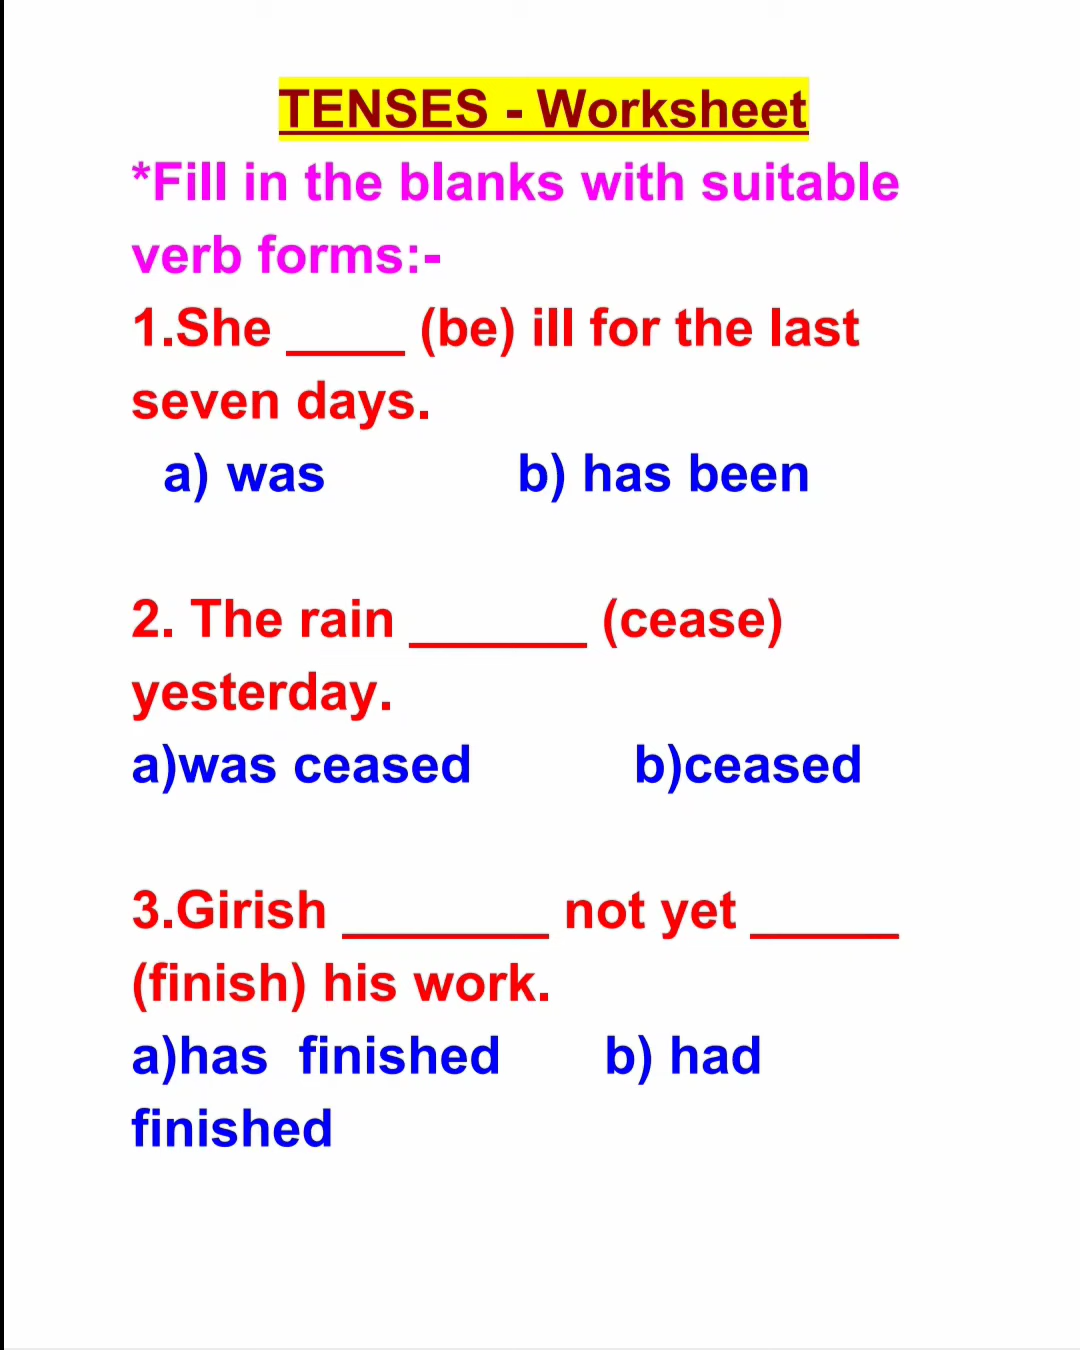 TENSES - Worksheet
*Fill in the blanks with suitable
verb forms:-
1.She ____ (be) ill for the last
seven days.
a) was b) has been
2. The rain ______ (cease)
yesterday.
a)was ceased b)ceased
3.Girish _______ not yet _____
(finish) his work.
a)has finished b) had
finished